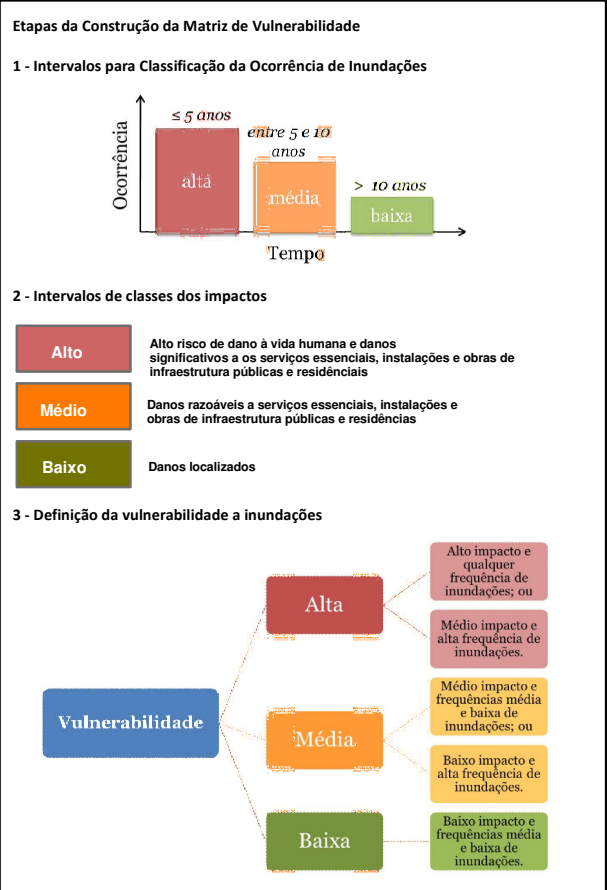 Etapas da Construção da Matriz de Vulnerabilidade
1 - Intervalos para Classificação da Ocorrência de Inundações
Ocorrência
≤ 5 anos
alta
entre 5 e 10
anos
média
> 10 anos
baixa
Tempo
2 - Intervalos de classes dos impactos
Alto
Alto risco de dano à vida humana e danos
significativos a os serviços essenciais, instalações e obras de
infraestrutura públicas e residênciais
Médio
Danos razoáveis a serviços essenciais, instalações e
obras de infraestrutura públicas e residências
Baixo
Danos localizados
3 - Definição da vulnerabilidade a inundações
Vulnerabilidade
Alta
Alto impacto e
qualquer
frequência de
inundações; ou
Médio impacto e
alta frequência de
inundações.
Média
Médio impacto e
frequências média
e baixa de
inundações; ou
Baixo impacto e
alta frequência de
inundações.
Baixa
Baixo impacto e
frequências média
e baixa de
inundações.